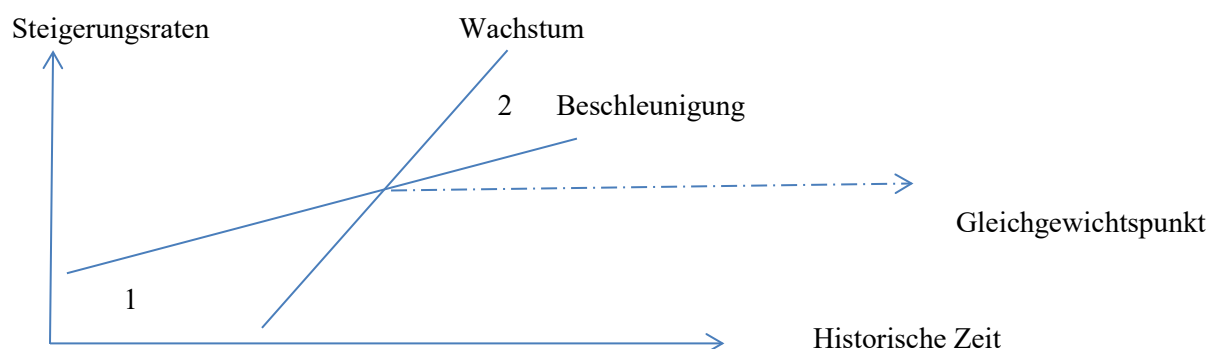 Steigerungsraten
Wachstum
2 Beschleunigung
Gleichgewichtspunkt
1
Historische Zeit